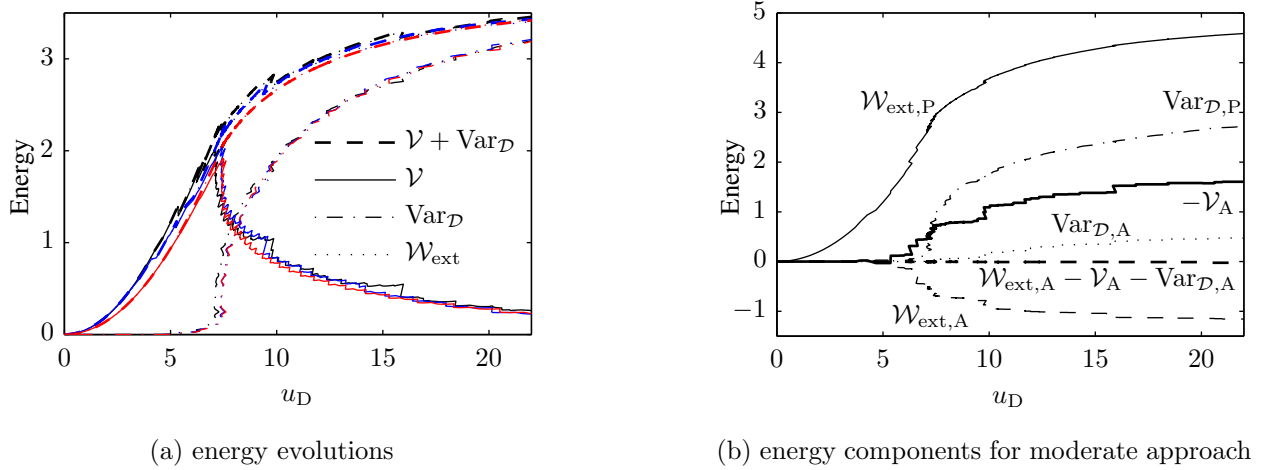 3
2
1
0
0
5
10
15
20
Energy
u_D
𝒱 + Var_𝒟
𝒱
Var_𝒟
𝒲_ext
(a) energy evolutions
5
4
3
2
1
0
−1
0
5
10
15
20
Energy
u_D
𝒲_ext,P
Var_𝒟,P
−𝒱_A
Var_𝒟,A
𝒲_ext,A − 𝒱_A − Var_𝒟,A
𝒲_ext,A
(b) energy components for moderate approach